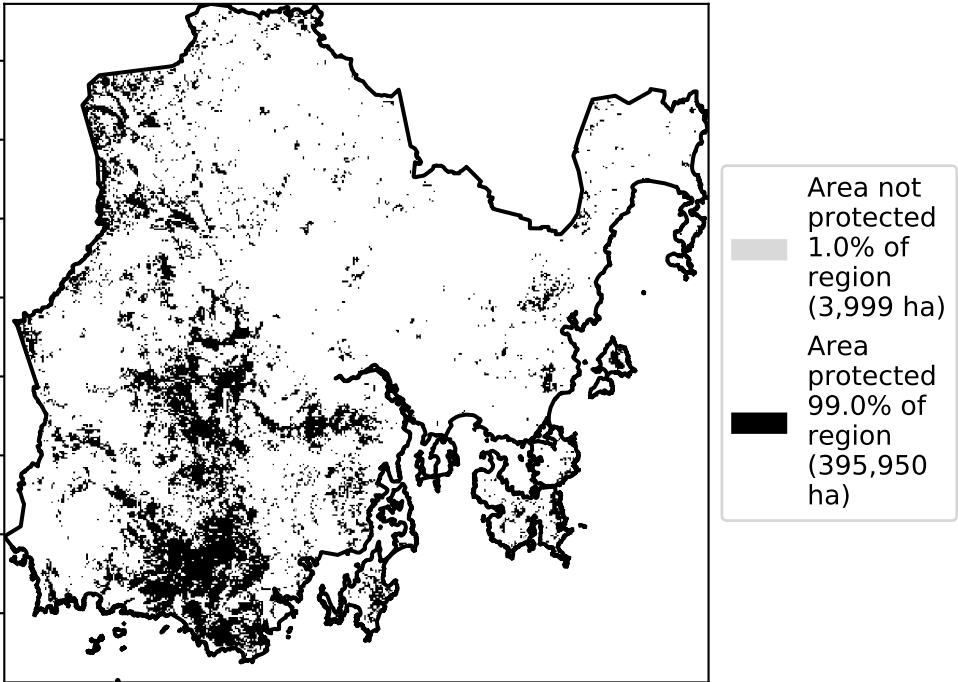 Area not
protected
1.0% of
region
(3,999 ha)
Area
protected
99.0% of
region
(395,950
ha)